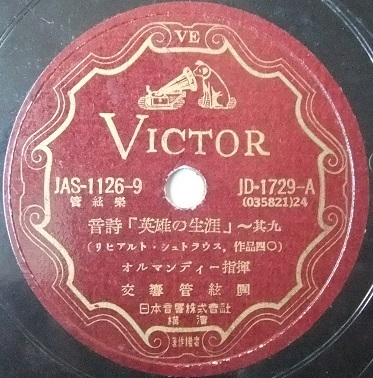 VE
VICTOR
JAS-1126-9
管絃樂
JD-1729-A
(035821)24
音詩「英雄の生涯」～其九
(リヒアルト・シュトラウス，作品四〇)
オルマンディー指揮
交響管絃團
日本音響株式會社
横濱